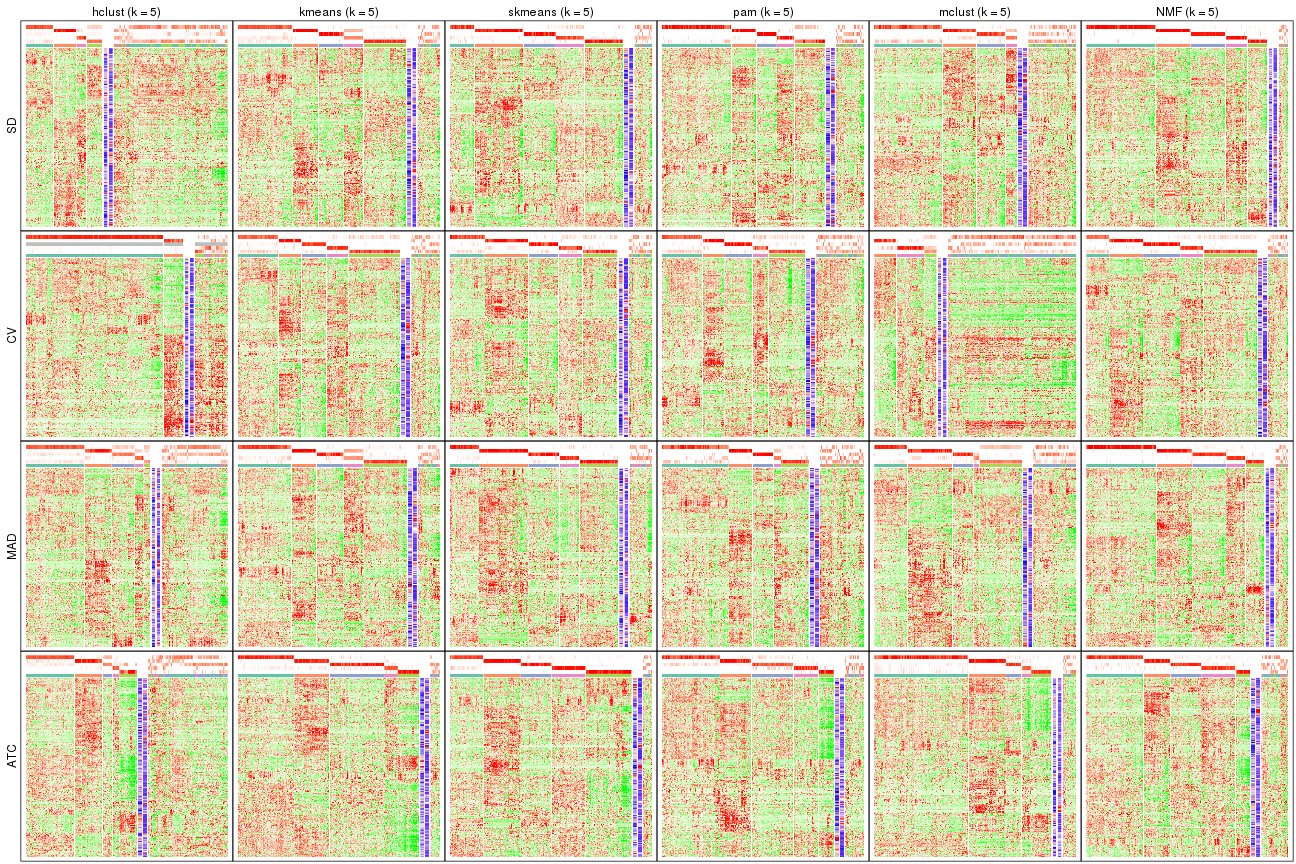 hclust (k = 5)
kmeans (k = 5)
skmeans (k = 5)
pam (k = 5)
mclust (k = 5)
NMF (k = 5)
SD
CV
MAD
ATC